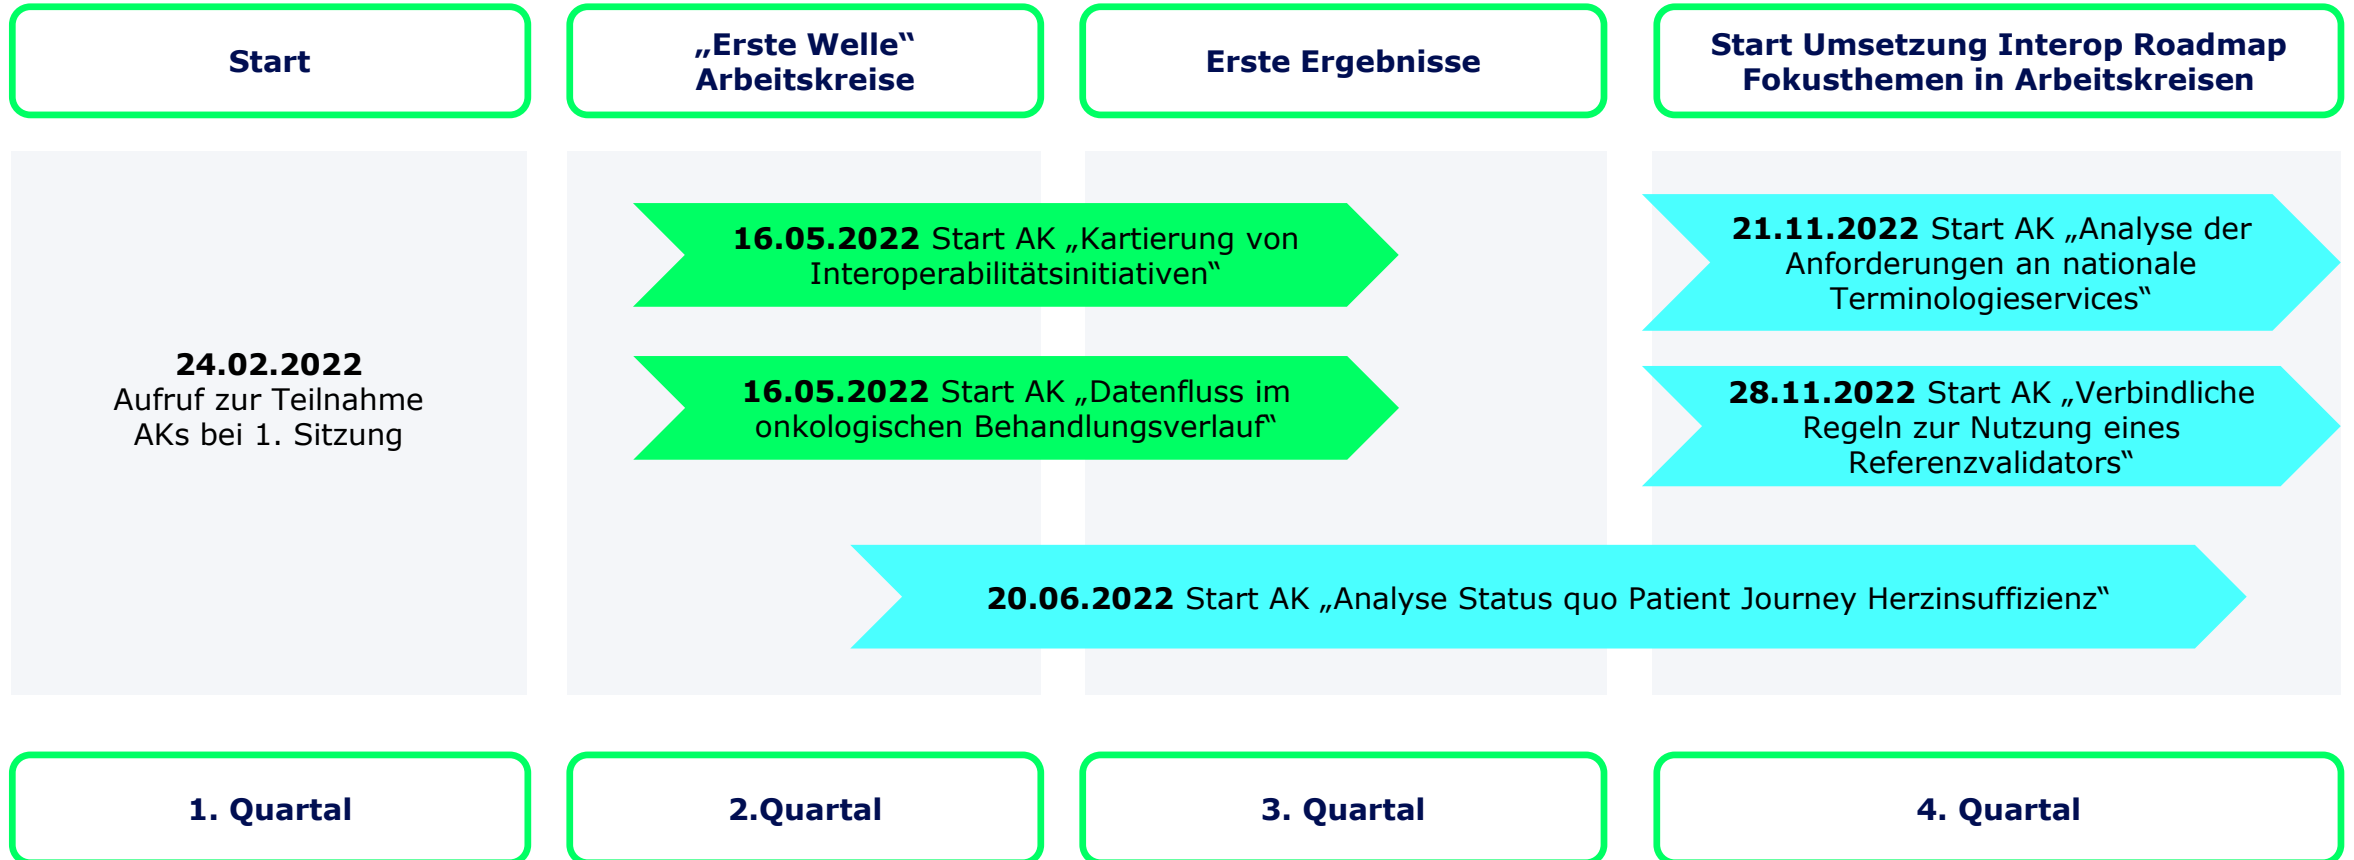 Start
„Erste Welle“
Arbeitskreise
Erste Ergebnisse
Start Umsetzung Interop Roadmap
Fokusthemen in Arbeitskreisen
24.02.2022
Aufruf zur Teilnahme
AKs bei 1. Sitzung
16.05.2022 Start AK „Kartierung von
Interoperabilitätsinitiativen“
16.05.2022 Start AK „Datenfluss im
onkologischen Behandlungsverlauf“
21.11.2022 Start AK „Analyse der
Anforderungen an nationale
Terminologieservices“
28.11.2022 Start AK „Verbindliche
Regeln zur Nutzung eines
Referenzvalidators“
20.06.2022 Start AK „Analyse Status quo Patient Journey Herzinsuffizienz“
1. Quartal
2.Quartal
3. Quartal
4. Quartal